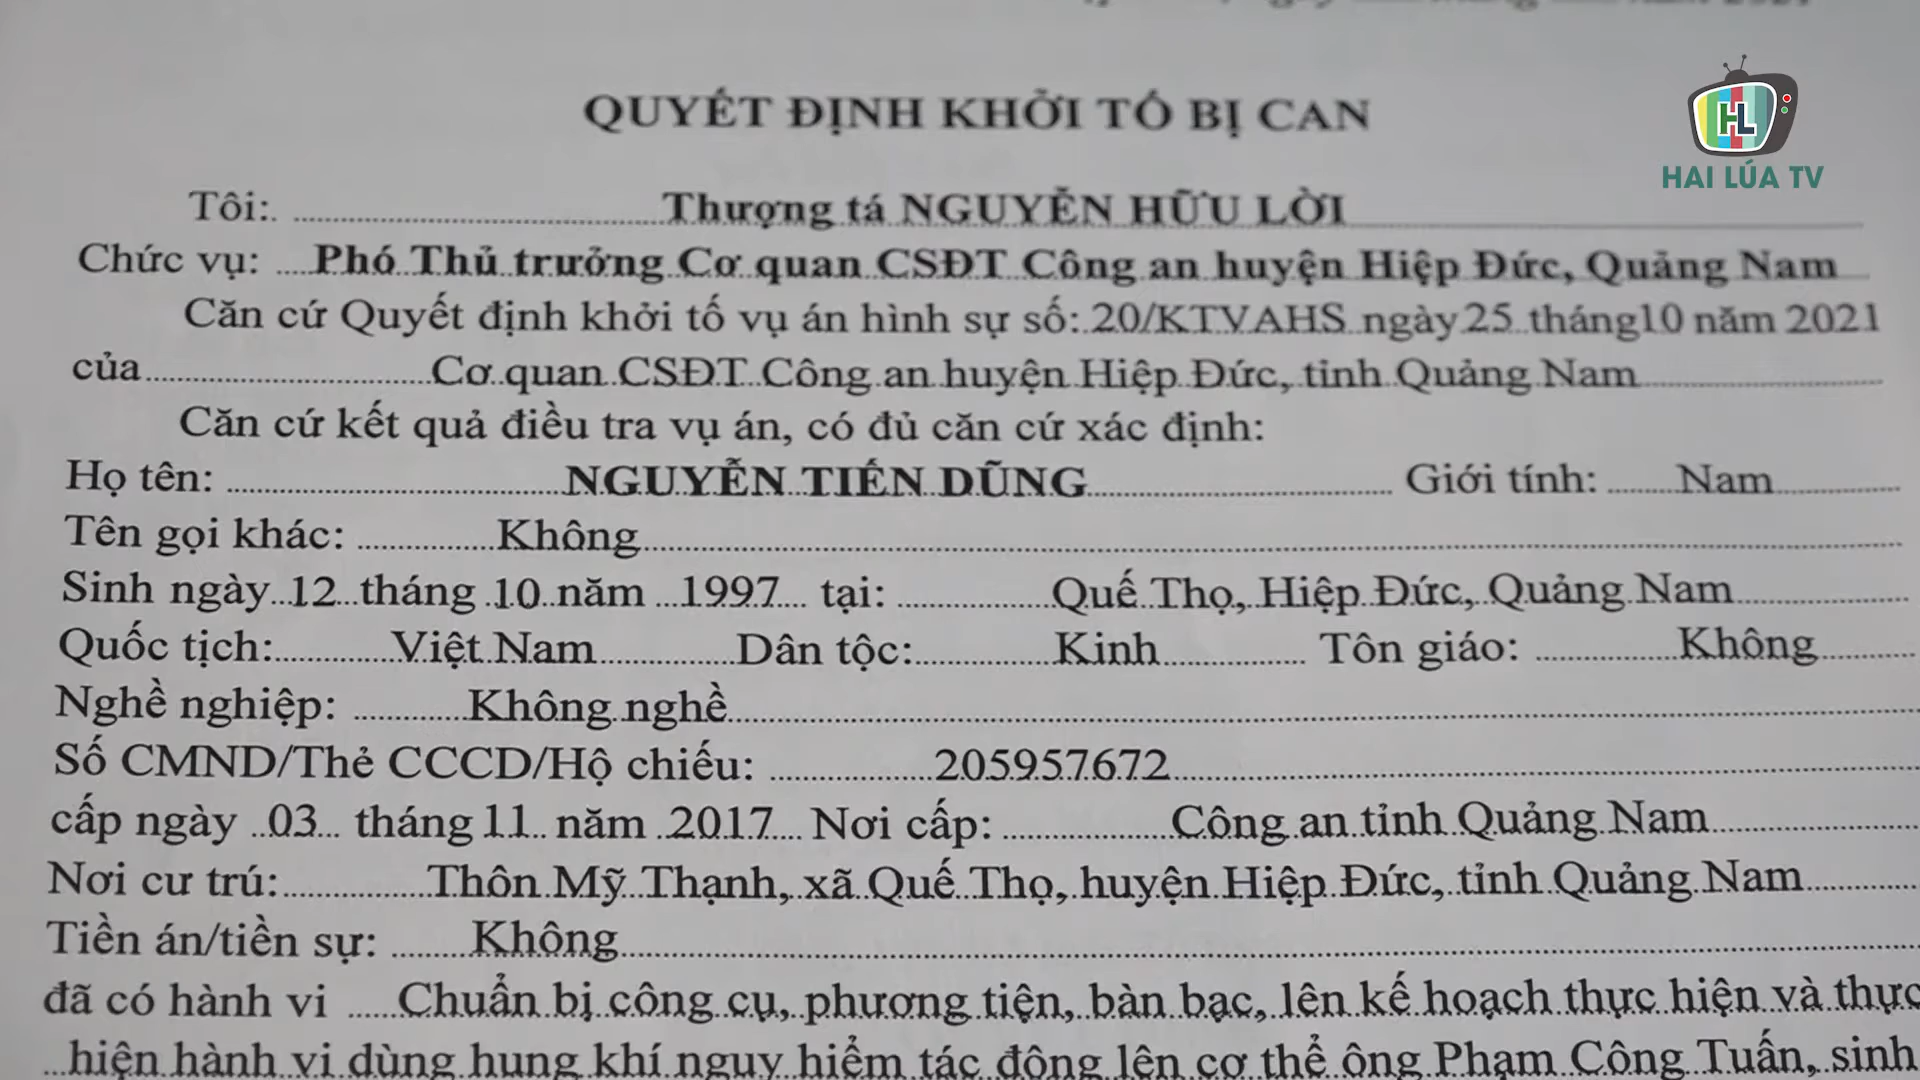 QUYẾT ĐỊNH KHỞI TỐ BỊ CAN
HL
HAI LÚA TV
Tôi: Thượng tá NGUYỄN HỮU LỜI
Chức vụ: Phó Thủ trưởng Cơ quan CSĐT Công an huyện Hiệp Đức, Quảng Nam
Căn cứ Quyết định khởi tố vụ án hình sự số: 20/KTVAHS ngày 25 tháng 10 năm 2021
của Cơ quan CSĐT Công an huyện Hiệp Đức, tỉnh Quảng Nam
Căn cứ kết quả điều tra vụ án, có đủ căn cứ xác định:
Họ tên: NGUYỄN TIẾN DŨNG Giới tính: Nam
Tên gọi khác: Không
Sinh ngày 12 tháng 10 năm 1997 tại: Quế Thọ, Hiệp Đức, Quảng Nam
Quốc tịch: Việt Nam Dân tộc: Kinh Tôn giáo: Không
Nghề nghiệp: Không nghề
Số CMND/Thẻ CCCD/Hộ chiếu: 205957672
cấp ngày 03 tháng 11 năm 2017 Nơi cấp: Công an tỉnh Quảng Nam
Nơi cư trú: Thôn Mỹ Thạnh, xã Quế Thọ, huyện Hiệp Đức, tỉnh Quảng Nam
Tiền án/tiền sự: Không
đã có hành vi Chuẩn bị công cụ, phương tiện, bàn bạc, lên kế hoạch thực hiện và thực
hiện hành vi dùng hung khí nguy hiểm tác động lên cơ thể ông Phạm Công Tuấn, sinh